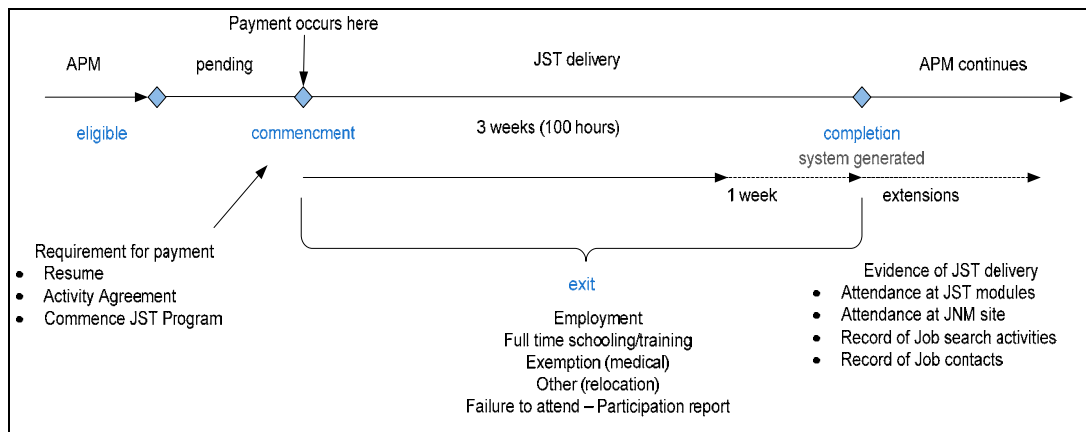 Payment occurs here
APM
pending
JST delivery
APM continues
eligible
commencment
3 weeks (100 hours)
completion
system generated
1 week
extensions
Requirement for payment
• Resume
• Activity Agreement
• Commence JST Program
exit
Employment
Full time schooling/training
Exemption (medical)
Other (relocation)
Failure to attend – Participation report
Evidence of JST delivery
• Attendance at JST modules
• Attendance at JNM site
• Record of Job search activities
• Record of Job contacts